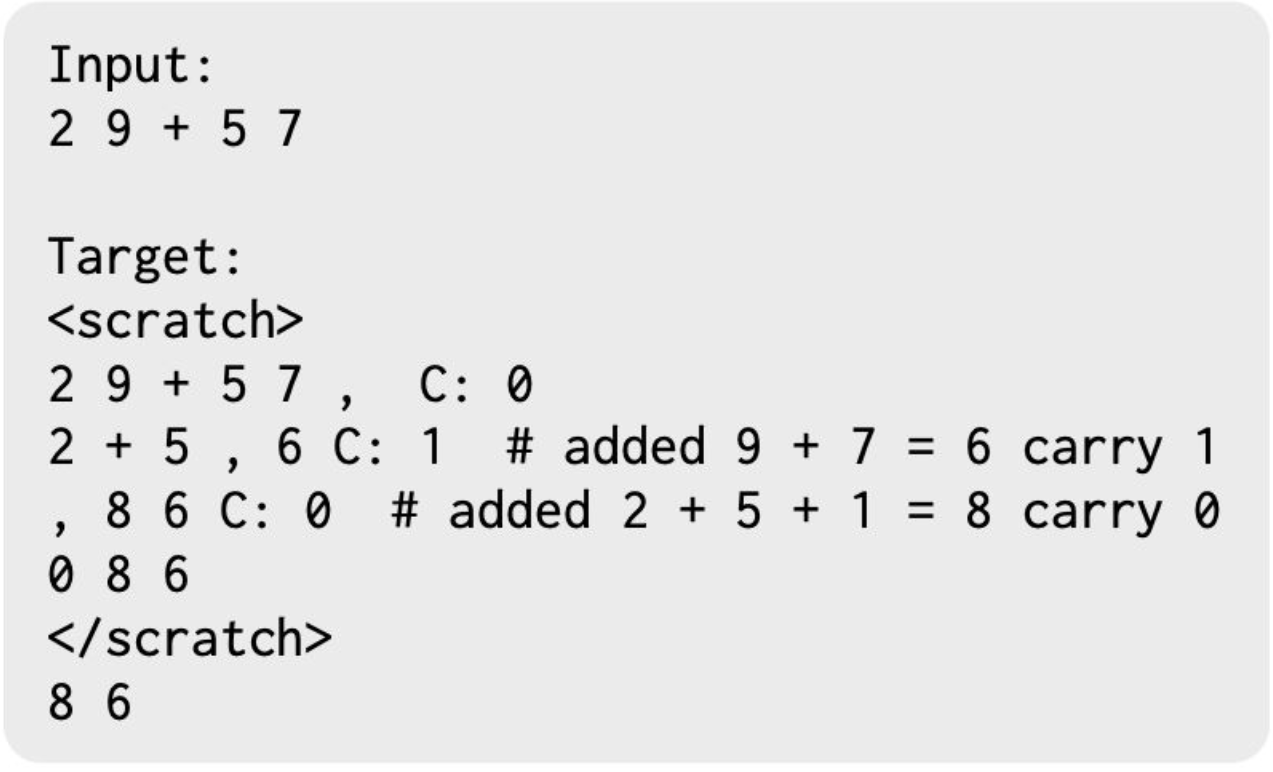 Input:
2 9 + 5 7
Target:
<scratch>
2 9 + 5 7 ,  C: 0
2 + 5 , 6 C: 1  # added 9 + 7 = 6 carry 1
, 8 6 C: 0  # added 2 + 5 + 1 = 8 carry 0
0 8 6
</scratch>
8 6